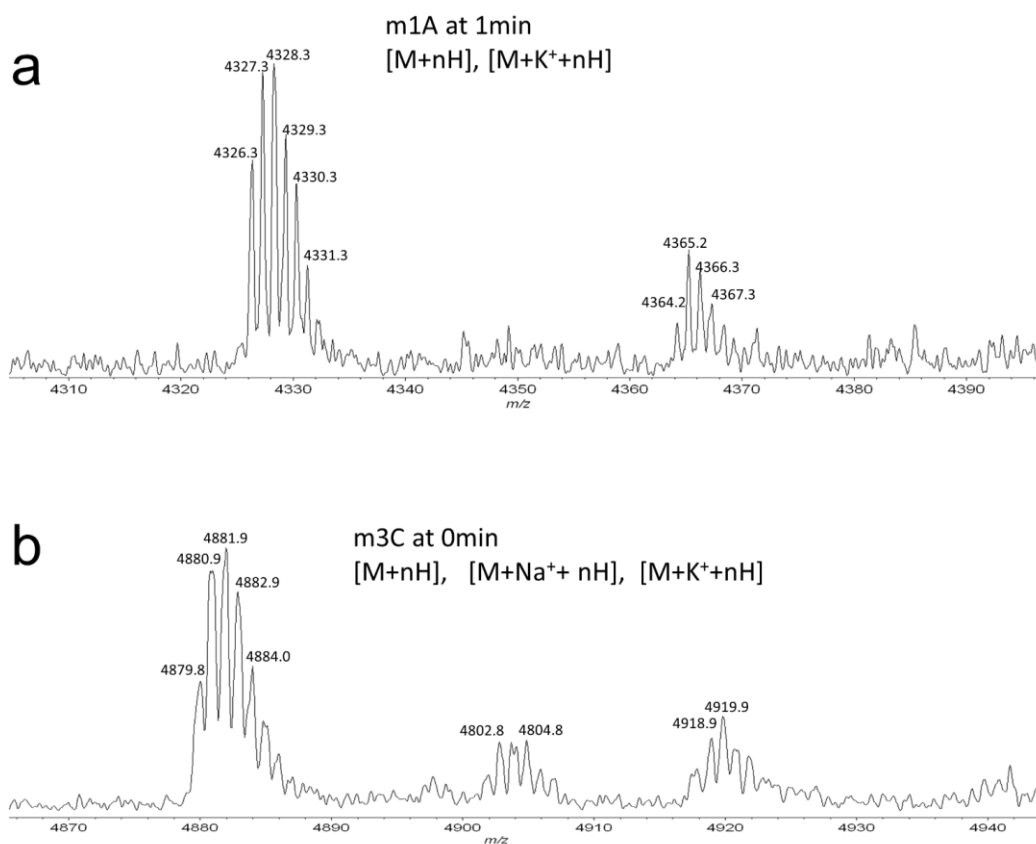 a
m1A at 1min
[M+nH], [M+K⁺+nH]
4328.3
4327.3
4329.3
4326.3
4330.3
4331.3
4365.2
4366.3
4364.2
4367.3
4310 4320 4330 4340 4350 4360 4370 4380 4390
m/z
b
m3C at 0min
[M+nH], [M+Na⁺+ nH], [M+K⁺+nH]
4881.9
4880.9
4882.9
4879.8
4884.0
4802.8
4804.8
4919.9
4918.9
4870 4880 4890 4900 4910 4920 4930 4940
m/z